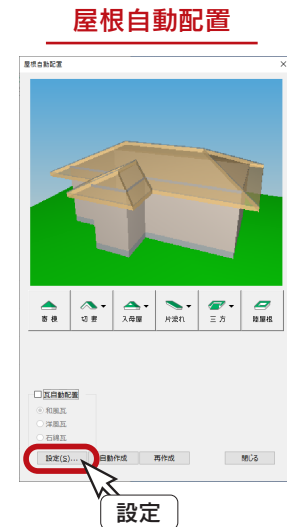 屋根自動配置
屋根自動配置
寄棟 切妻 入母屋 片流れ 三方 陸屋根
瓦自動配置
和風瓦
洋風瓦
石綿瓦
設定(S)... 自動作成 再作成 閉じる
設定